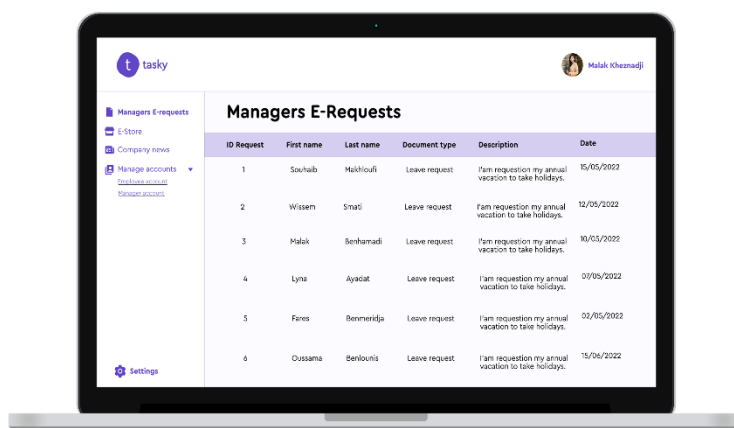 t tasky
Malak Kheznadji
Managers E-requests
E-Store
Company news
Manage accounts
Employee account
Manager account
Settings
Managers E-Requests
ID Request First name Last name Document type Description Date
1 Souhaib Makhloufi Leave request I'am requestion my annual 15/05/2022
vacation to take holidays.
2 Wissem Smati Leave request I'am requestion my annual 12/05/2022
vacation to take holidays.
3 Malak Benhamadi Leave request I'am requestion my annual 10/05/2022
vacation to take holidays.
4 Lyna Ayadat Leave request I'am requestion my annual 07/05/2022
vacation to take holidays.
5 Fares Benmeridja Leave request I'am requestion my annual 02/05/2022
vacation to take holidays.
6 Oussama Benlounis Leave request I'am requestion my annual 15/06/2022
vacation to take holidays.